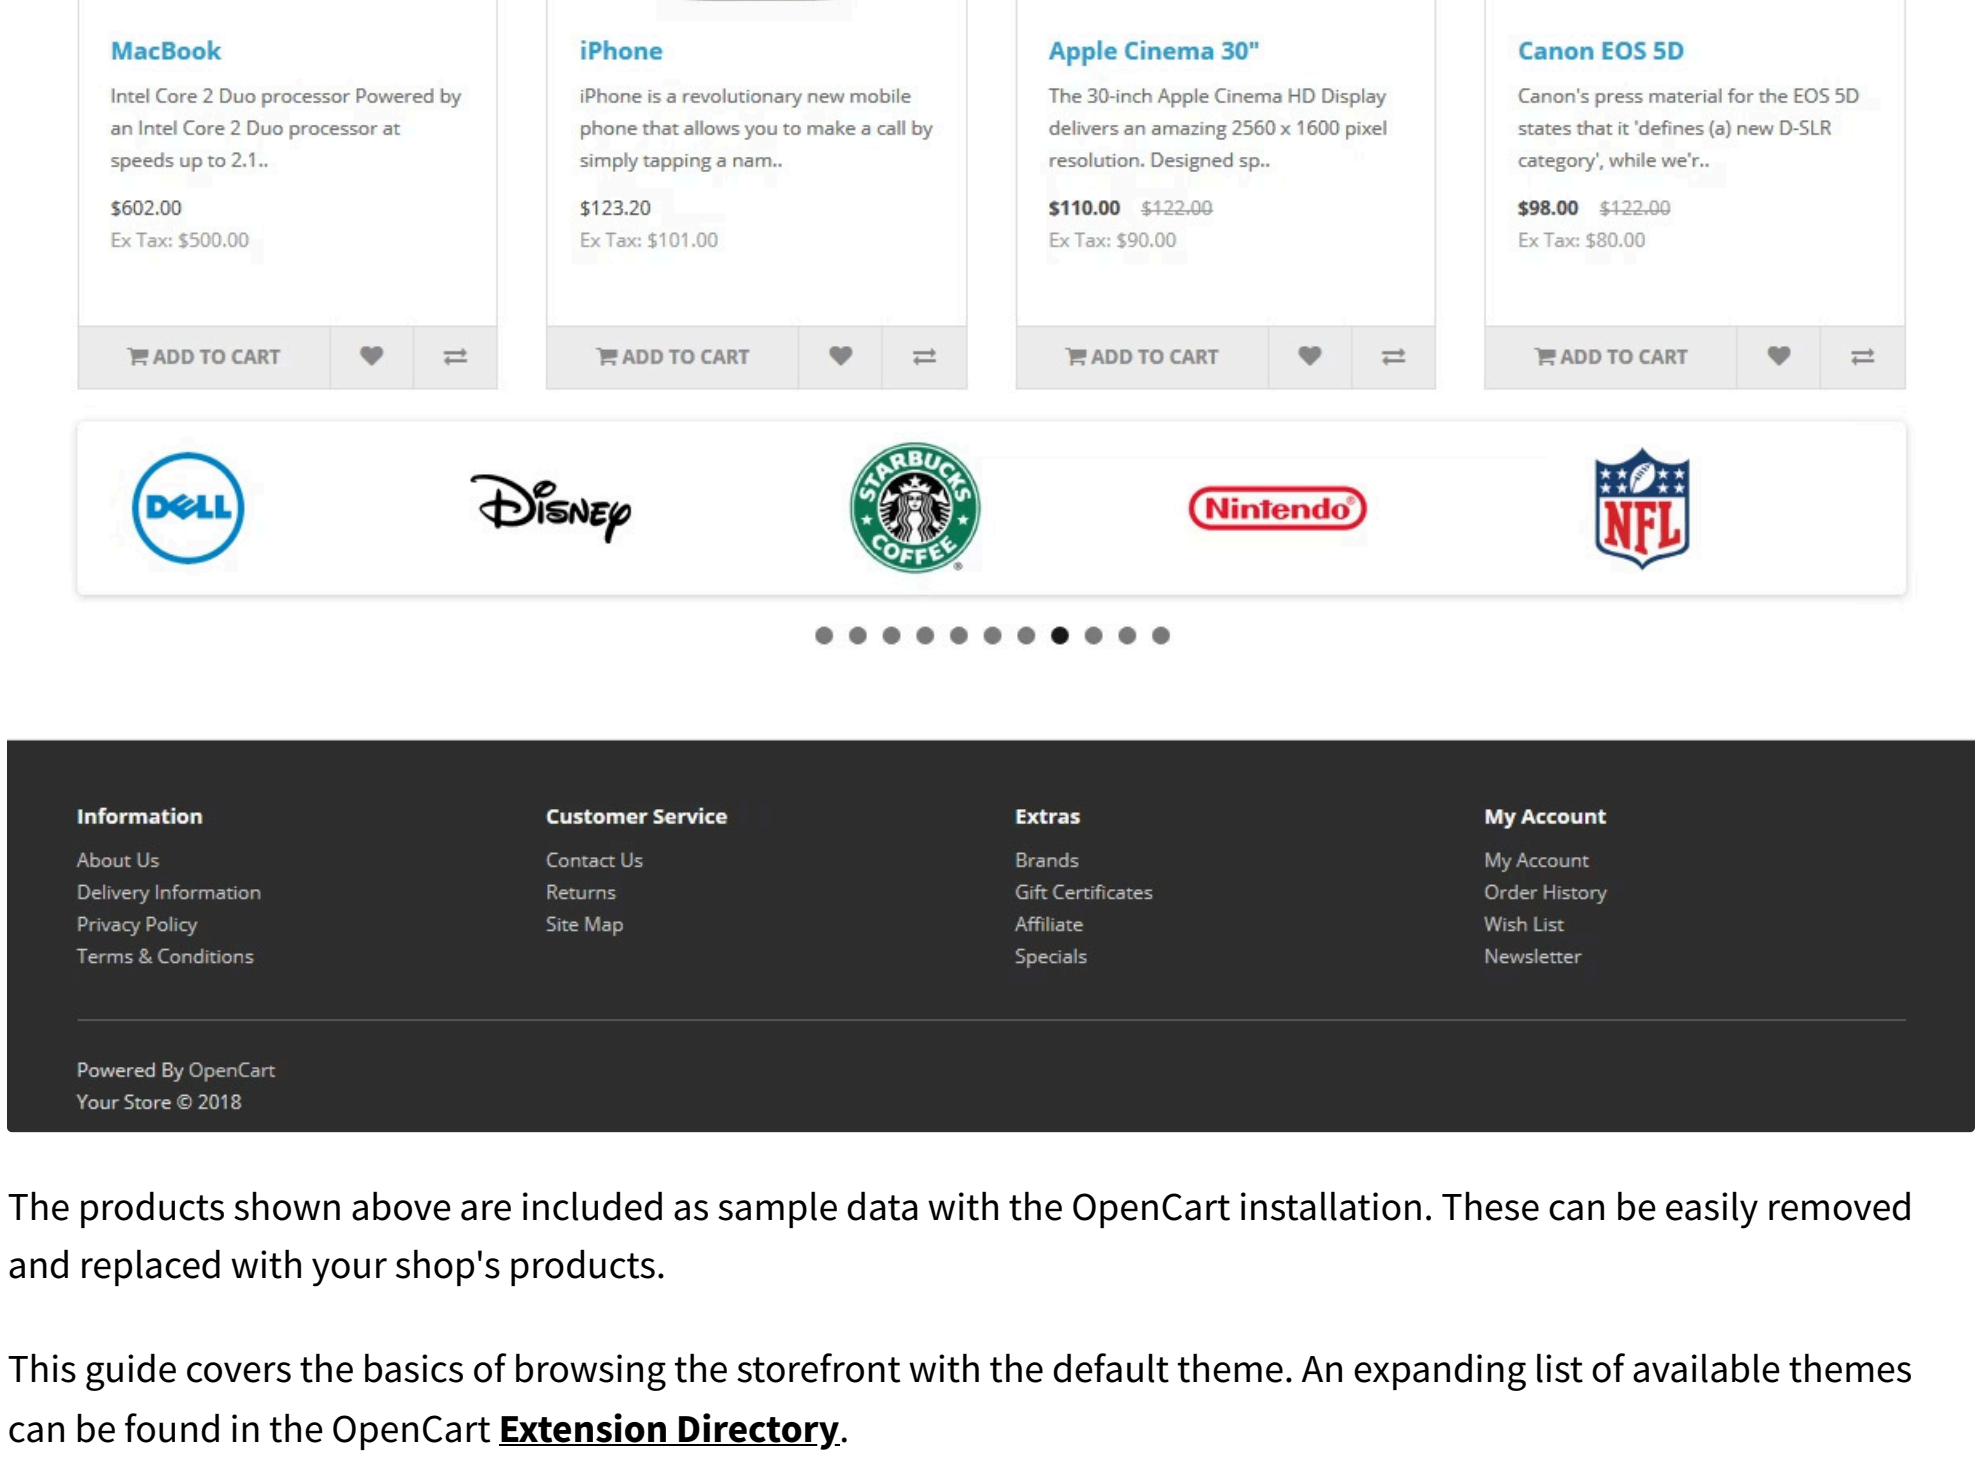 MacBook
Intel Core 2 Duo processor Powered by
an Intel Core 2 Duo processor at
speeds up to 2.1..
$602.00
Ex Tax: $500.00
ADD TO CART
iPhone
iPhone is a revolutionary new mobile
phone that allows you to make a call by
simply tapping a nam..
$123.20
Ex Tax: $101.00
ADD TO CART
Apple Cinema 30"
The 30-inch Apple Cinema HD Display
delivers an amazing 2560 x 1600 pixel
resolution. Designed sp..
$110.00 $122.00
Ex Tax: $90.00
ADD TO CART
Canon EOS 5D
Canon's press material for the EOS 5D
states that it 'defines (a) new D-SLR
category', while we'r..
$98.00 $122.00
Ex Tax: $80.00
ADD TO CART
DELL
Disney
STARBUCKS
COFFEE
®
Nintendo®
NFL
Information
About Us
Delivery Information
Privacy Policy
Terms & Conditions
Customer Service
Contact Us
Returns
Site Map
Extras
Brands
Gift Certificates
Affiliate
Specials
My Account
My Account
Order History
Wish List
Newsletter
Powered By OpenCart
Your Store © 2018
The products shown above are included as sample data with the OpenCart installation. These can be easily removed
and replaced with your shop's products.
This guide covers the basics of browsing the storefront with the default theme. An expanding list of available themes
can be found in the OpenCart Extension Directory.